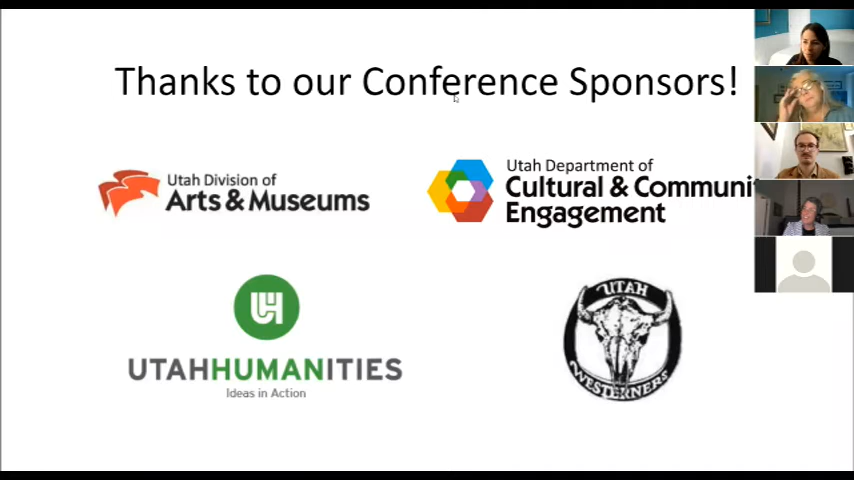 Thanks to our Conference Sponsors!
Utah Division of
Arts & Museums
Utah Department of
Cultural & Communi
Engagement
UH
UTAHHUMANITIES
Ideas in Action
UTAH
WESTERNERS